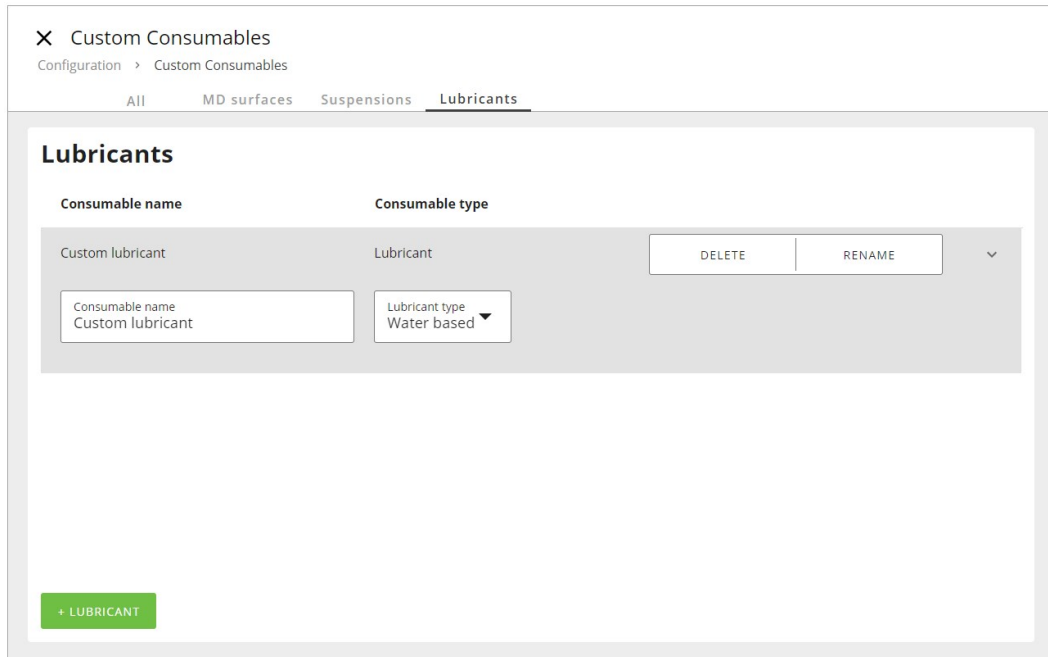 Custom Consumables
Configuration > Custom Consumables
All MD surfaces Suspensions Lubricants
Lubricants
Consumable name Consumable type
Custom lubricant Lubricant DELETE RENAME
Consumable name Lubricant type
Custom lubricant Water based
+ LUBRICANT